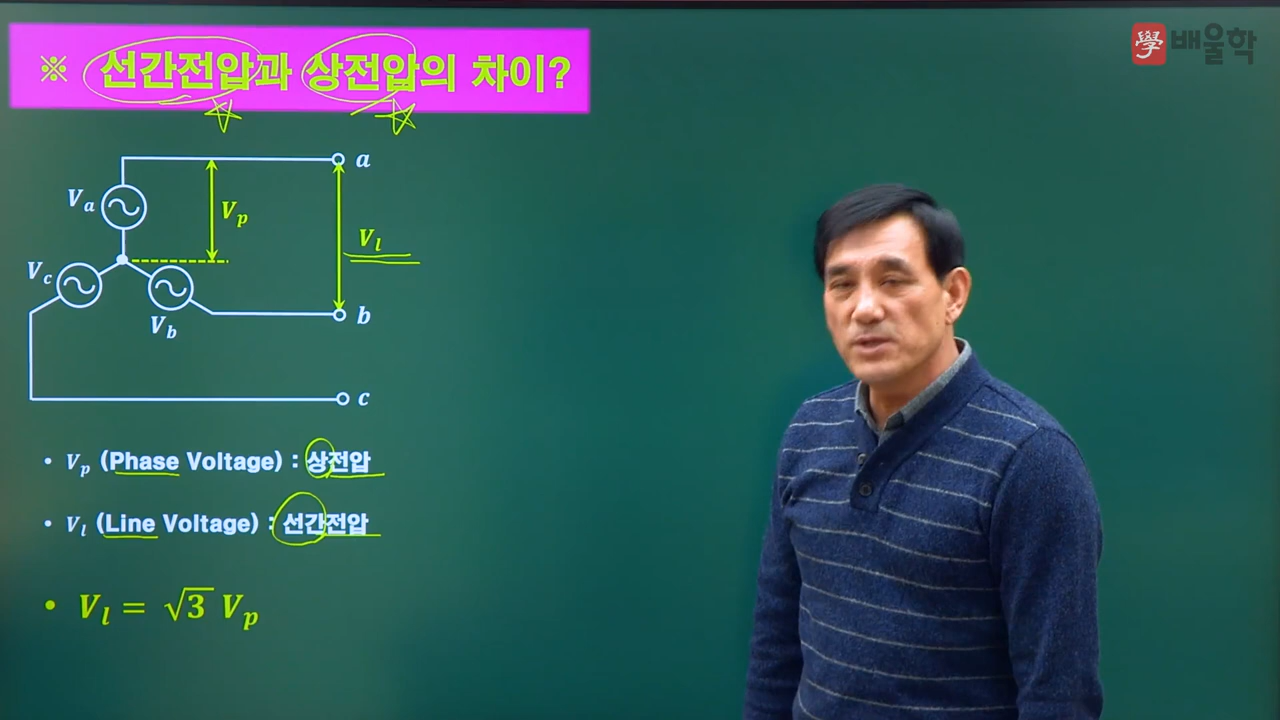 ※ 선간전압과 상전압의 차이?
學 배울학
a
V_a
V_p
V_l
V_c
V_b
b
c
• V_p (Phase Voltage) : 상전압
• V_l (Line Voltage) : 선간전압
• V_l = √3 V_p